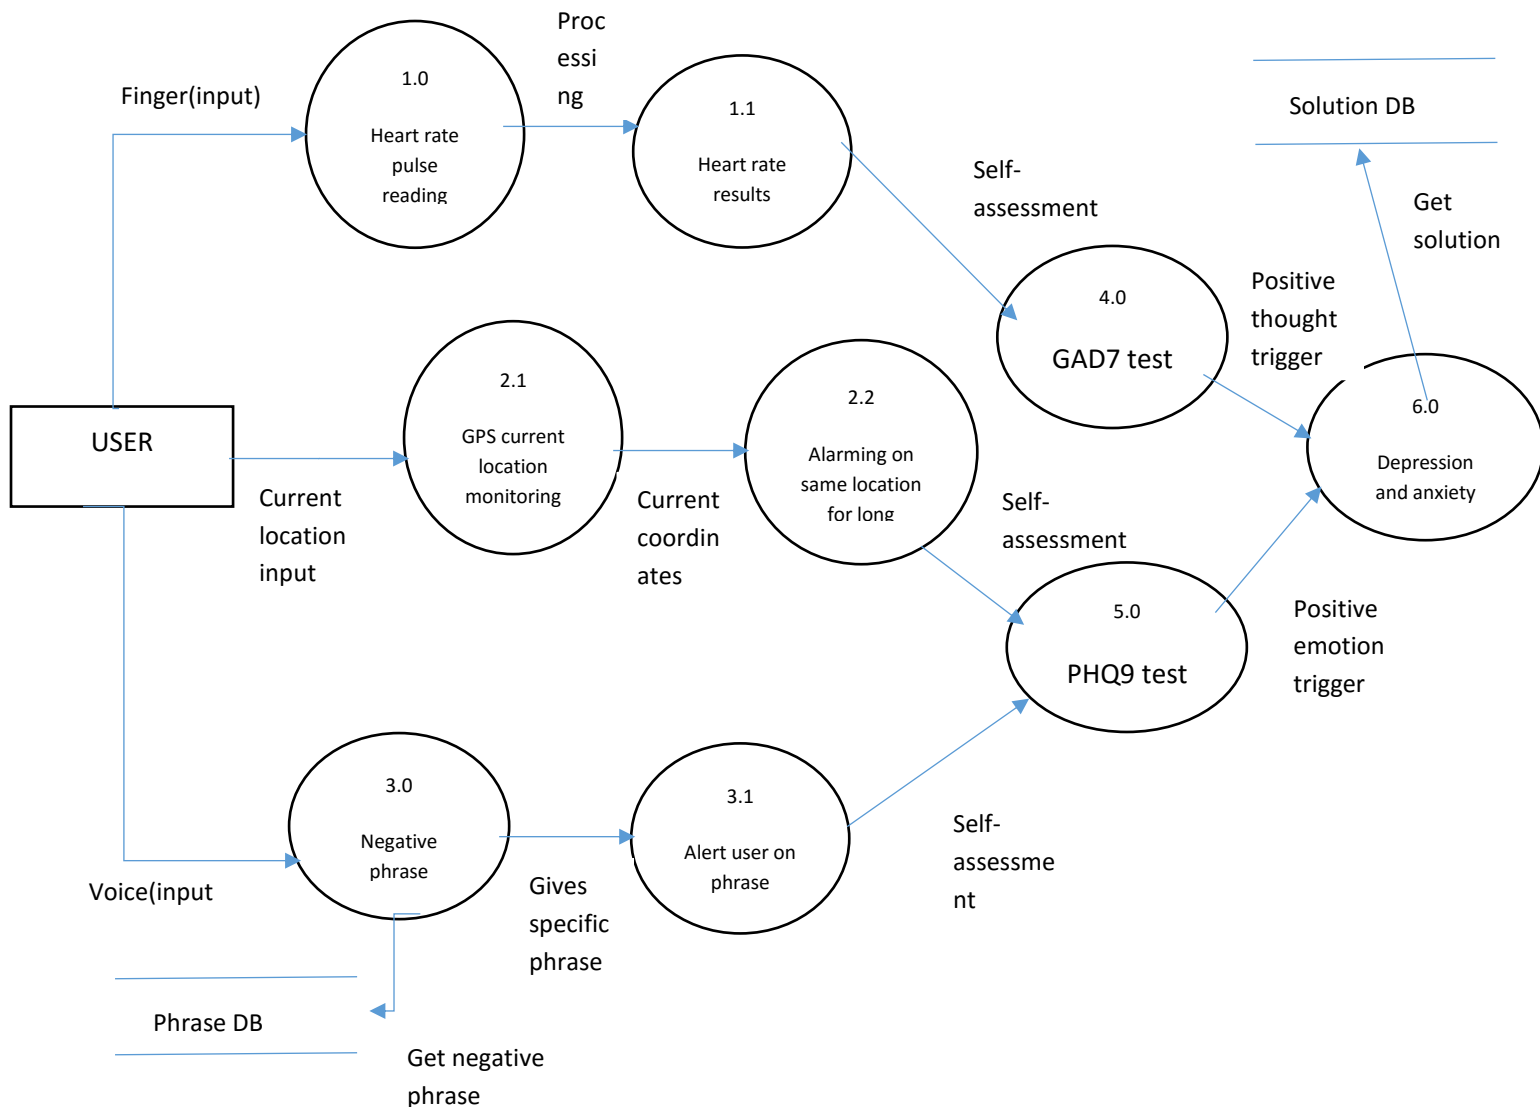 Finger(input)
1.0
Heart rate
pulse
reading
Proc
essi
ng
1.1
Heart rate
results
Self-
assessment
Solution DB
Get
solution
4.0
GAD7 test
Positive
thought
trigger
6.0
Depression
and anxiety
USER
Current
location
input
2.1
GPS current
location
monitoring
Current
coordin
ates
2.2
Alarming on
same location
for long
Self-
assessment
5.0
PHQ9 test
Positive
emotion
trigger
Voice(input
3.0
Negative
phrase
Gives
specific
phrase
3.1
Alert user on
phrase
Self-
assessme
nt
Phrase DB
Get negative
phrase